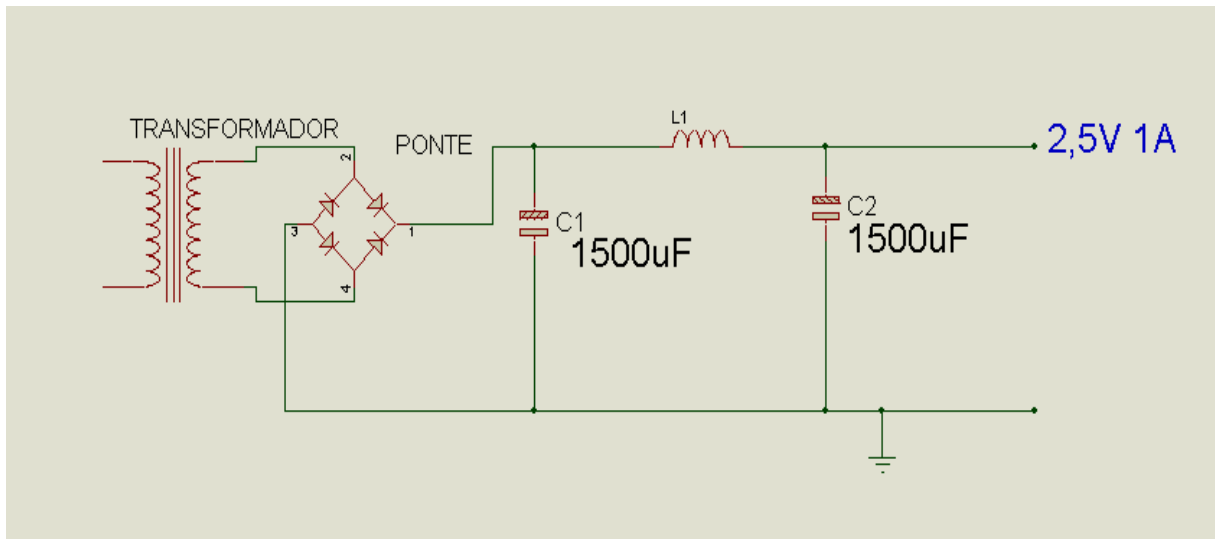 TRANSFORMADOR
PONTE
L1
2,5V 1A
2
3
1
4
C1
1500uF
C2
1500uF